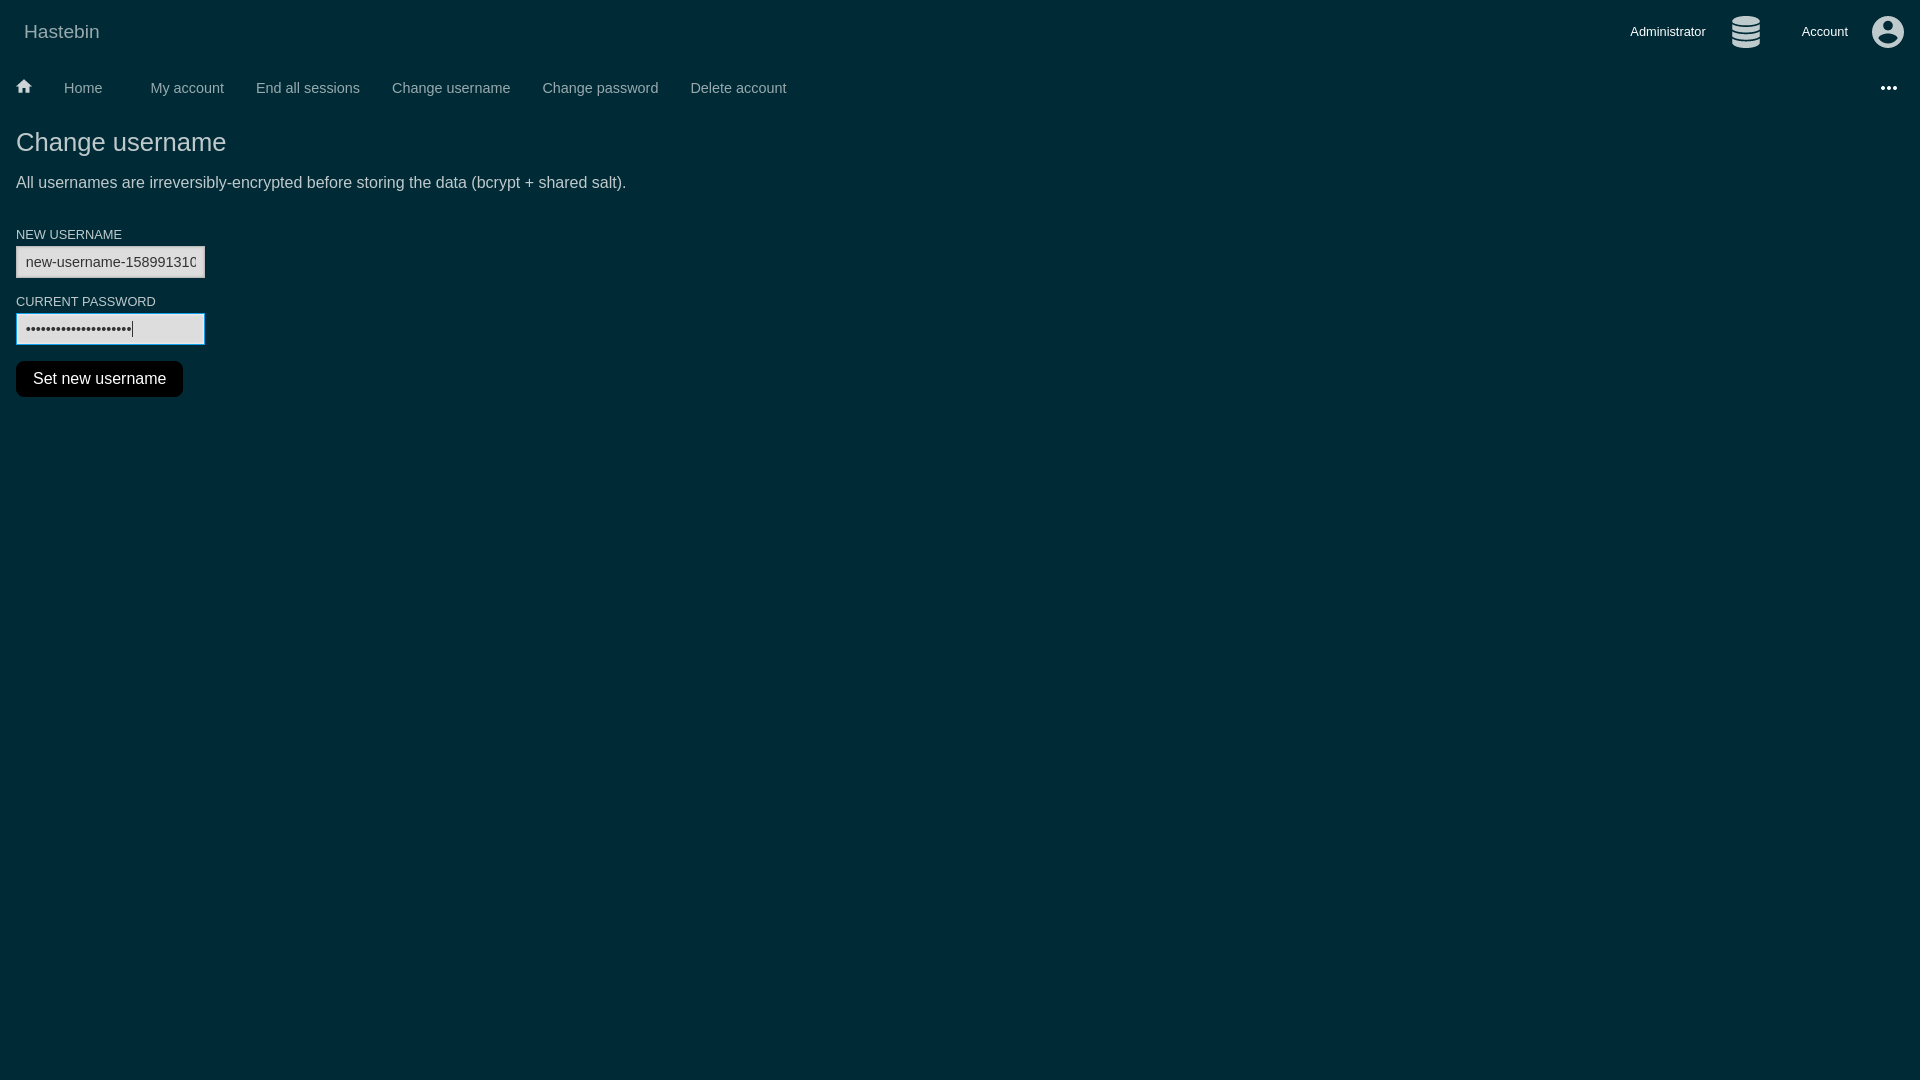 Hastebin
Administrator
Account
Home
My account
End all sessions
Change username
Change password
Delete account
Change username
All usernames are irreversibly-encrypted before storing the data (bcrypt + shared salt).
NEW USERNAME
new-username-158991310
CURRENT PASSWORD
•••••••••••••••••••••
Set new username